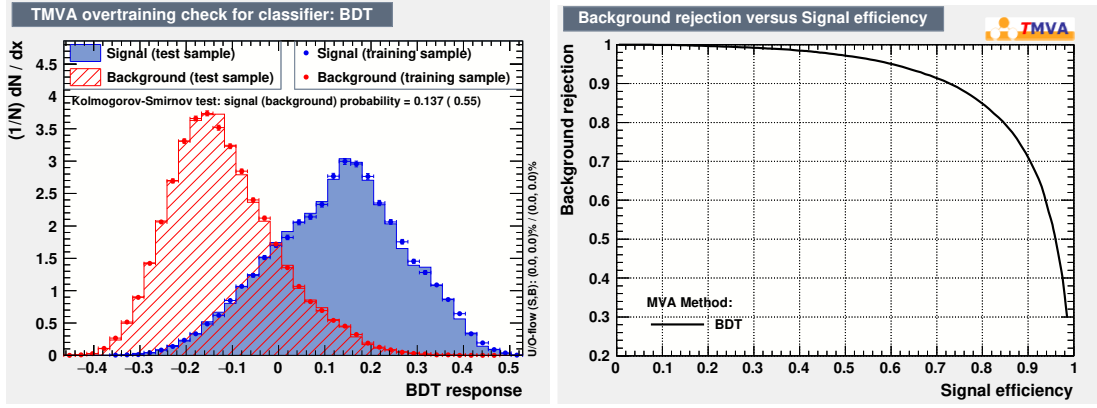 TMVA overtraining check for classifier: BDT
(1/N) dN / dx
Signal (test sample)
Background (test sample)
Signal (training sample)
Background (training sample)
Kolmogorov-Smirnov test: signal (background) probability = 0.137 ( 0.55)
4.5
4
3.5
3
2.5
2
1.5
1
0.5
0
−0.4 −0.3 −0.2 −0.1 0 0.1 0.2 0.3 0.4 0.5
BDT response
U/O-flow (S,B): (0.0, 0.0)% / (0.0, 0.0)%
Background rejection versus Signal efficiency
TMVA
Background rejection
1
0.9
0.8
0.7
0.6
0.5
0.4
0.3
0.2
MVA Method:
BDT
0 0.1 0.2 0.3 0.4 0.5 0.6 0.7 0.8 0.9 1
Signal efficiency